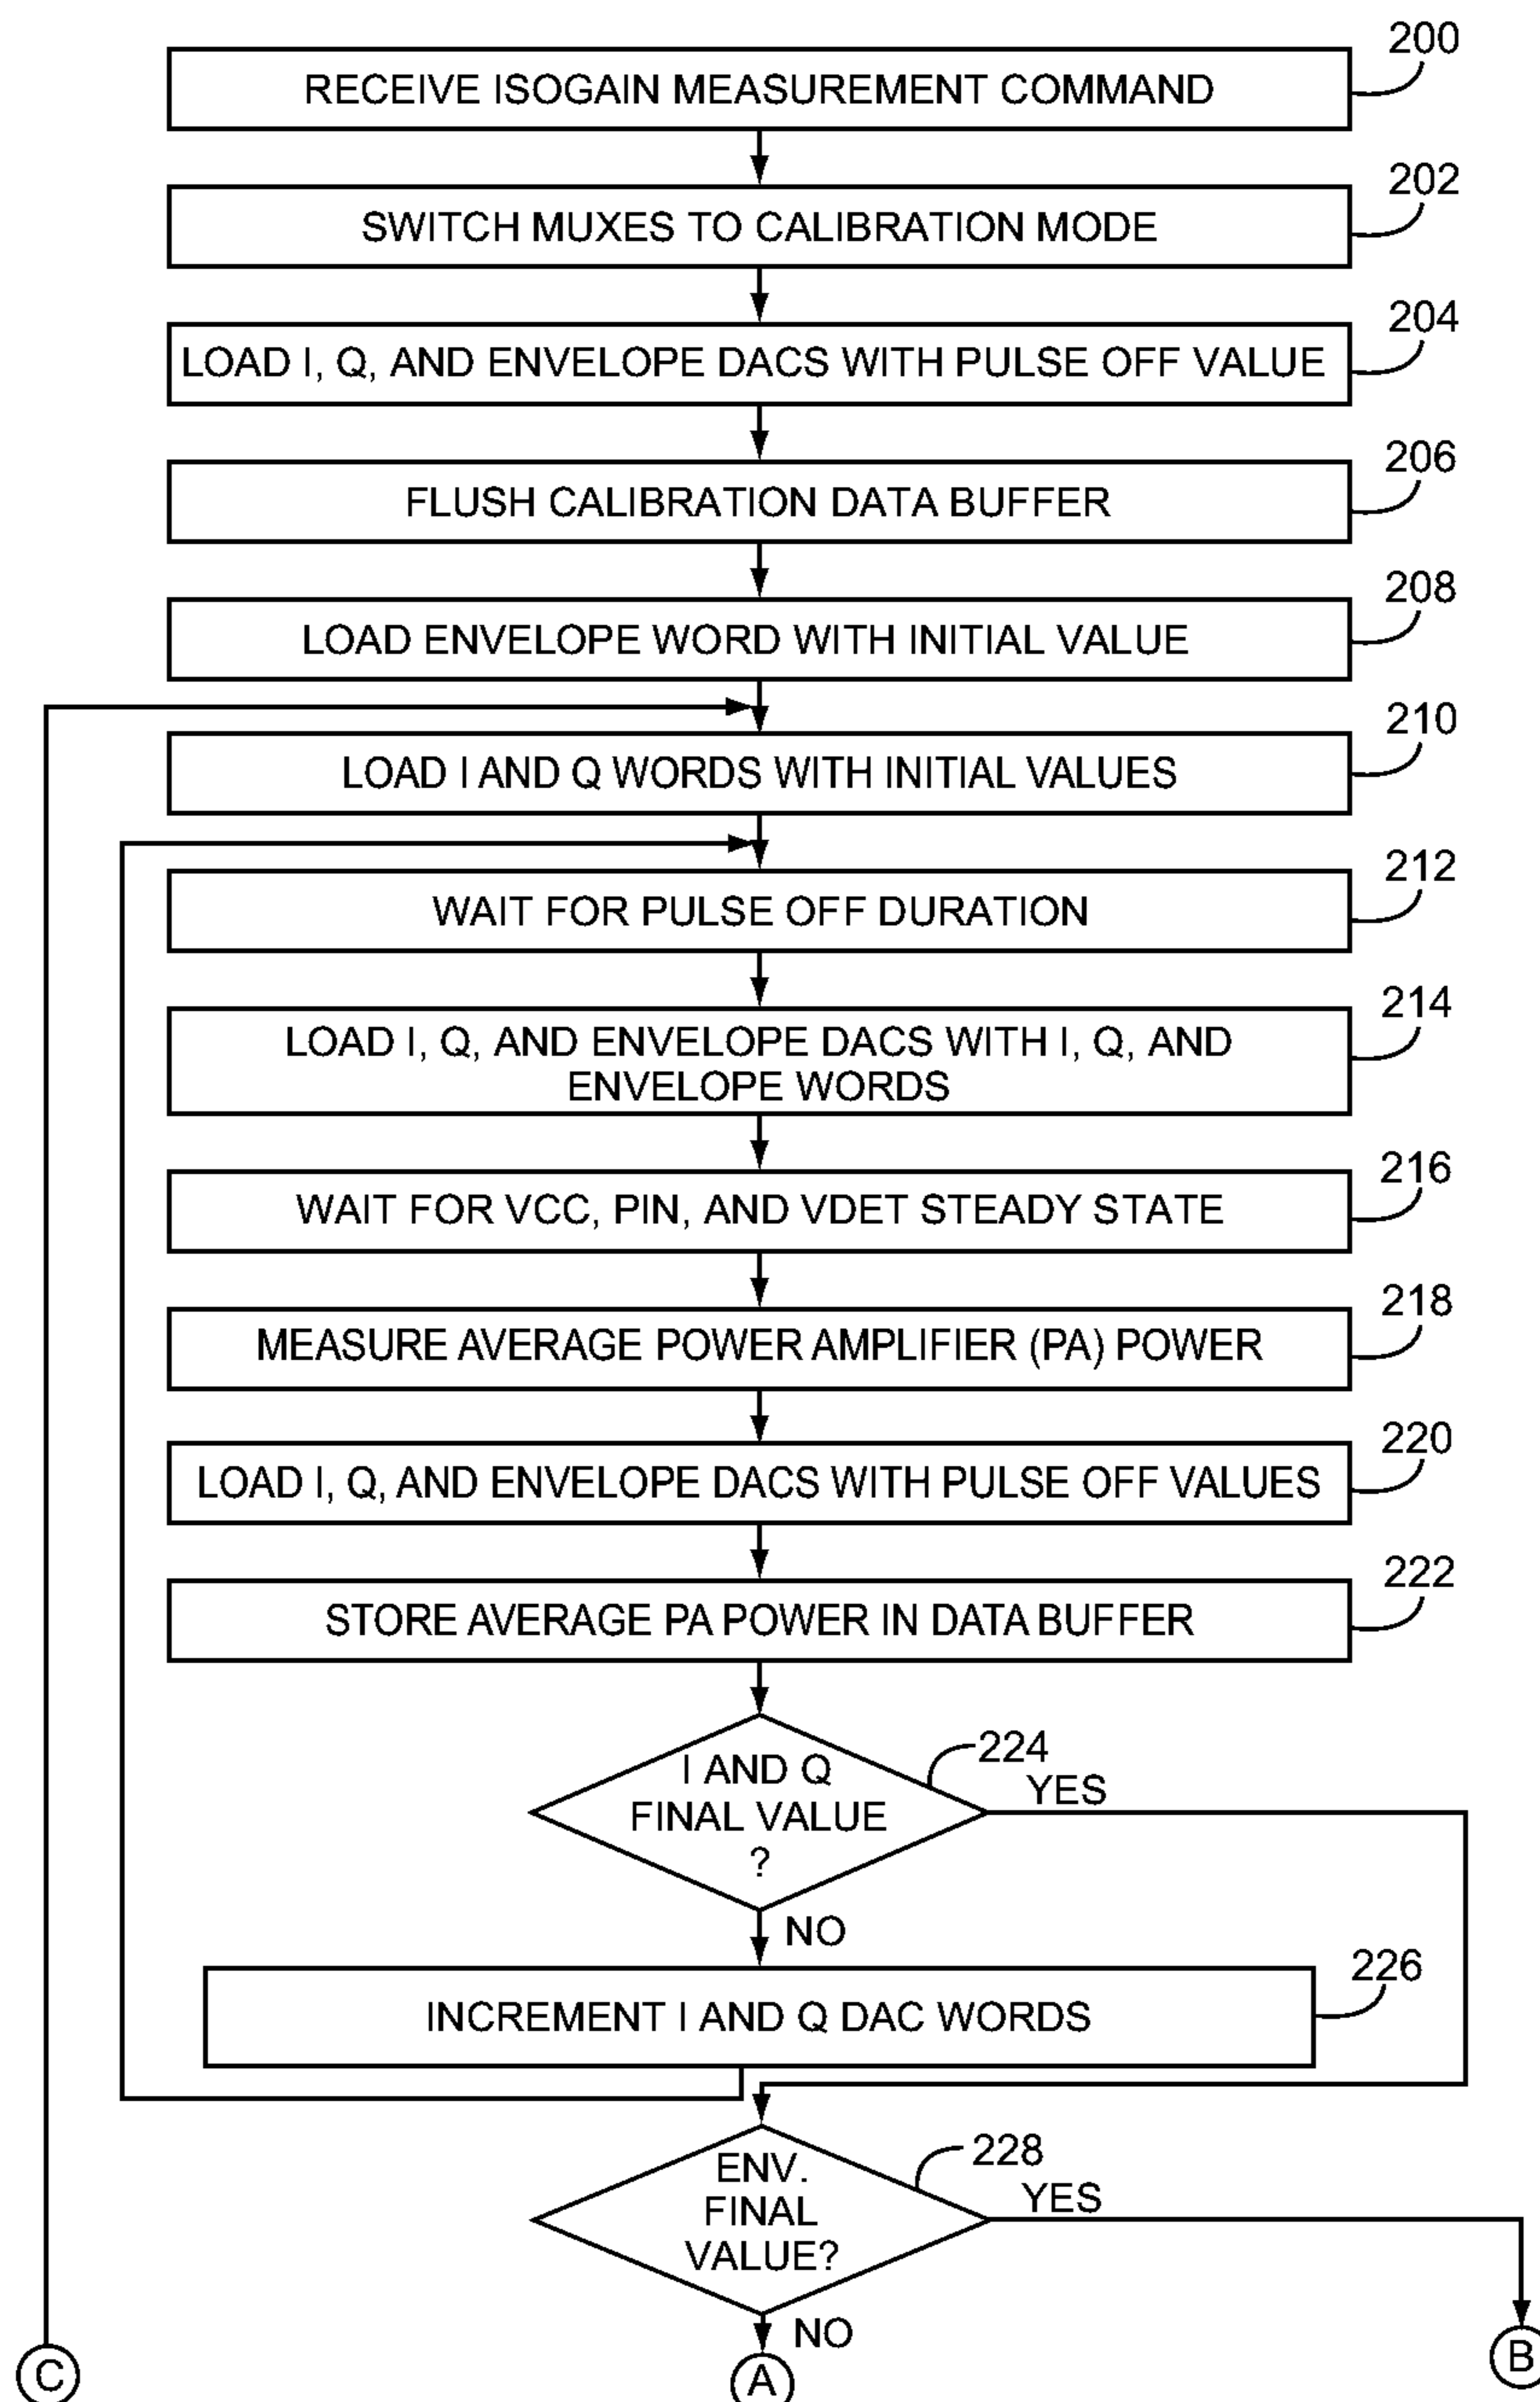 200
RECEIVE ISOGAIN MEASUREMENT COMMAND
202
SWITCH MUXES TO CALIBRATION MODE
204
LOAD I, Q, AND ENVELOPE DACS WITH PULSE OFF VALUE
206
FLUSH CALIBRATION DATA BUFFER
208
LOAD ENVELOPE WORD WITH INITIAL VALUE
210
LOAD I AND Q WORDS WITH INITIAL VALUES
212
WAIT FOR PULSE OFF DURATION
214
LOAD I, Q, AND ENVELOPE DACS WITH I, Q, AND
ENVELOPE WORDS
216
WAIT FOR VCC, PIN, AND VDET STEADY STATE
218
MEASURE AVERAGE POWER AMPLIFIER (PA) POWER
220
LOAD I, Q, AND ENVELOPE DACS WITH PULSE OFF VALUES
222
STORE AVERAGE PA POWER IN DATA BUFFER
224
I AND Q
FINAL VALUE
?
YES
NO
226
INCREMENT I AND Q DAC WORDS
228
ENV.
FINAL
VALUE?
YES
NO
C
A
B